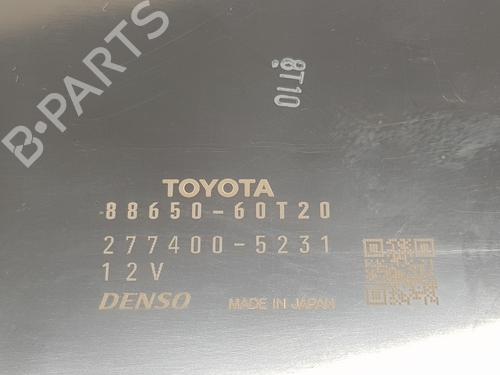 B-PARTS
8T10
TOYOTA
88650-60T20
277400-5231
12V
DENSO MADE IN JAPAN